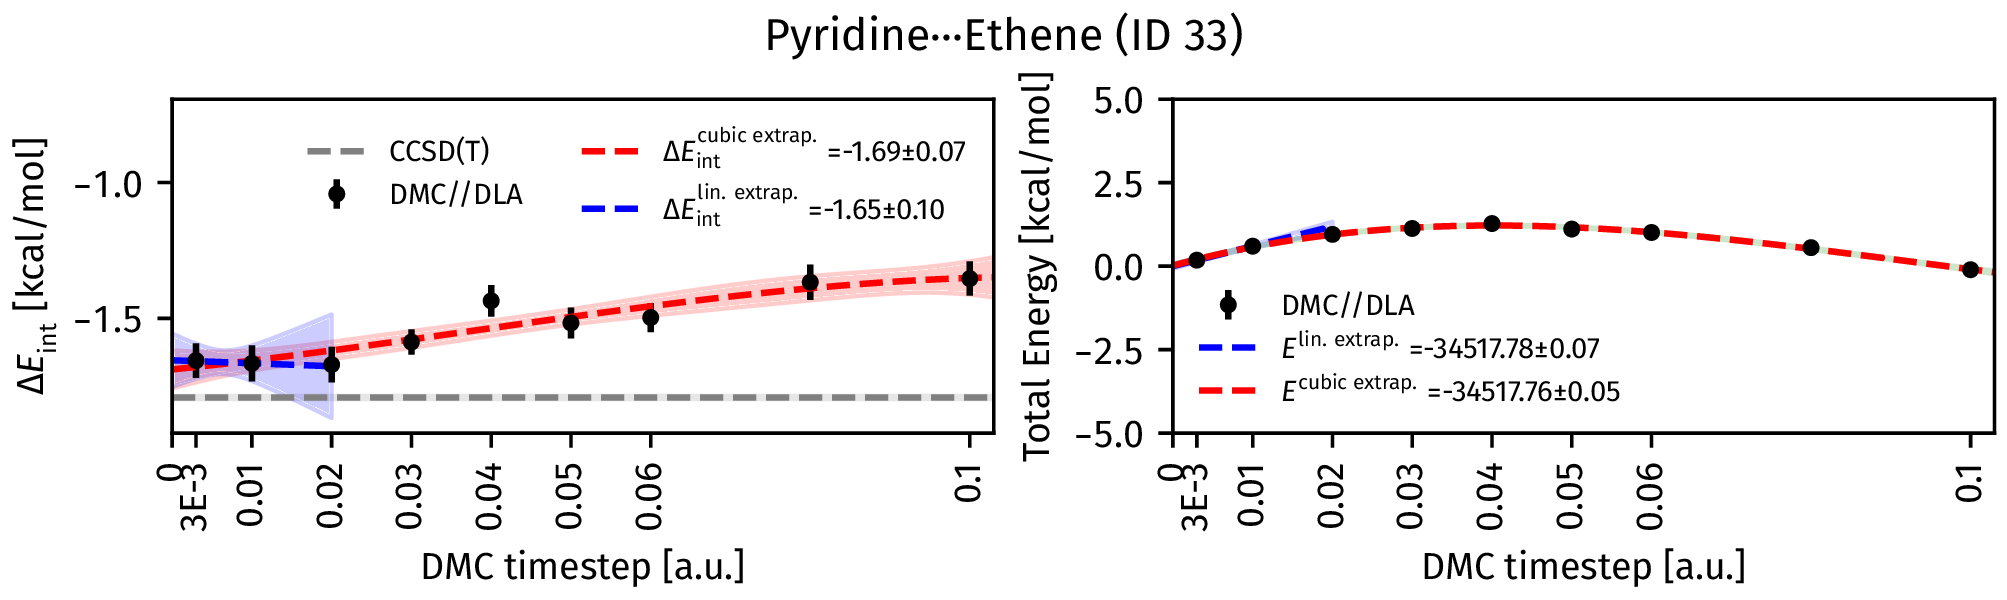 Pyridine···Ethene (ID 33)
ΔE_int [kcal/mol]
−1.0
−1.5
CCSD(T)
DMC//DLA
ΔE_int^cubic extrap. =-1.69±0.07
ΔE_int^lin. extrap. =-1.65±0.10
0
3E-3
0.01
0.02
0.03
0.04
0.05
0.06
0.1
DMC timestep [a.u.]
Total Energy [kcal/mol]
5.0
2.5
0.0
−2.5
−5.0
DMC//DLA
E^lin. extrap. =-34517.78±0.07
E^cubic extrap. =-34517.76±0.05
0
3E-3
0.01
0.02
0.03
0.04
0.05
0.06
0.1
DMC timestep [a.u.]